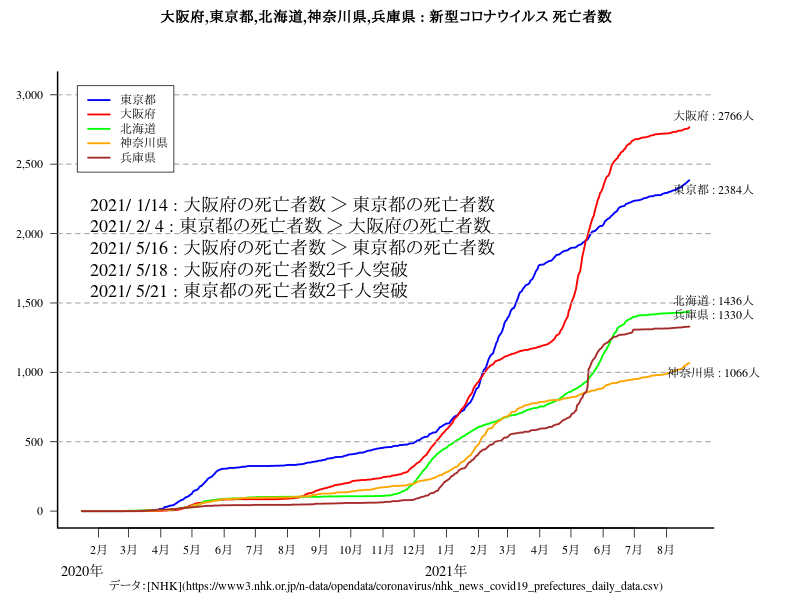 大阪府,東京都,北海道,神奈川県,兵庫県 : 新型コロナウイルス 死亡者数
3,000
2,500
2,000
1,500
1,000
500
0
東京都
大阪府
北海道
神奈川県
兵庫県
2021/ 1/14 : 大阪府の死亡者数 ＞ 東京都の死亡者数
2021/ 2/ 4 : 東京都の死亡者数 ＞ 大阪府の死亡者数
2021/ 5/16 : 大阪府の死亡者数 ＞ 東京都の死亡者数
2021/ 5/18 : 大阪府の死亡者数2千人突破
2021/ 5/21 : 東京都の死亡者数2千人突破
大阪府 : 2766人
東京都 : 2384人
北海道 : 1436人
兵庫県 : 1330人
神奈川県 : 1066人
2月 3月 4月 5月 6月 7月 8月 9月 10月 11月 12月 1月 2月 3月 4月 5月 6月 7月 8月
2020年 2021年
データ：[NHK](https://www3.nhk.or.jp/n-data/opendata/coronavirus/nhk_news_covid19_prefectures_daily_data.csv)